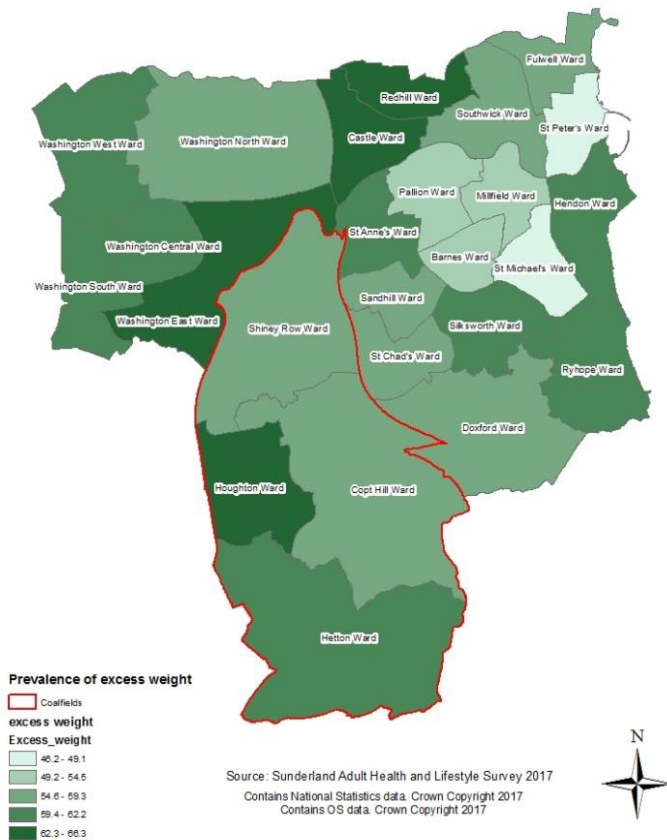 Fulwell Ward
Redhill Ward
Southwick Ward
St Peter's Ward
Castle Ward
Washington West Ward
Washington North Ward
Pallion Ward
Millfield Ward
Hendon Ward
St Anne's Ward
Washington Central Ward
Barnes Ward
St Michael's Ward
Washington South Ward
Sandhill Ward
Washington East Ward
Shiney Row Ward
Silksworth Ward
St Chad's Ward
Ryhope Ward
Doxford Ward
Houghton Ward
Copt Hill Ward
Hetton Ward
Prevalence of excess weight
Coalfields
excess weight
Excess_weight
46.2 - 49.1
49.2 - 54.5
54.6 - 59.3
59.4 - 62.2
62.3 - 66.3
N
Source: Sunderland Adult Health and Lifestyle Survey 2017
Contains National Statistics data. Crown Copyright 2017
Contains OS data. Crown Copyright 2017